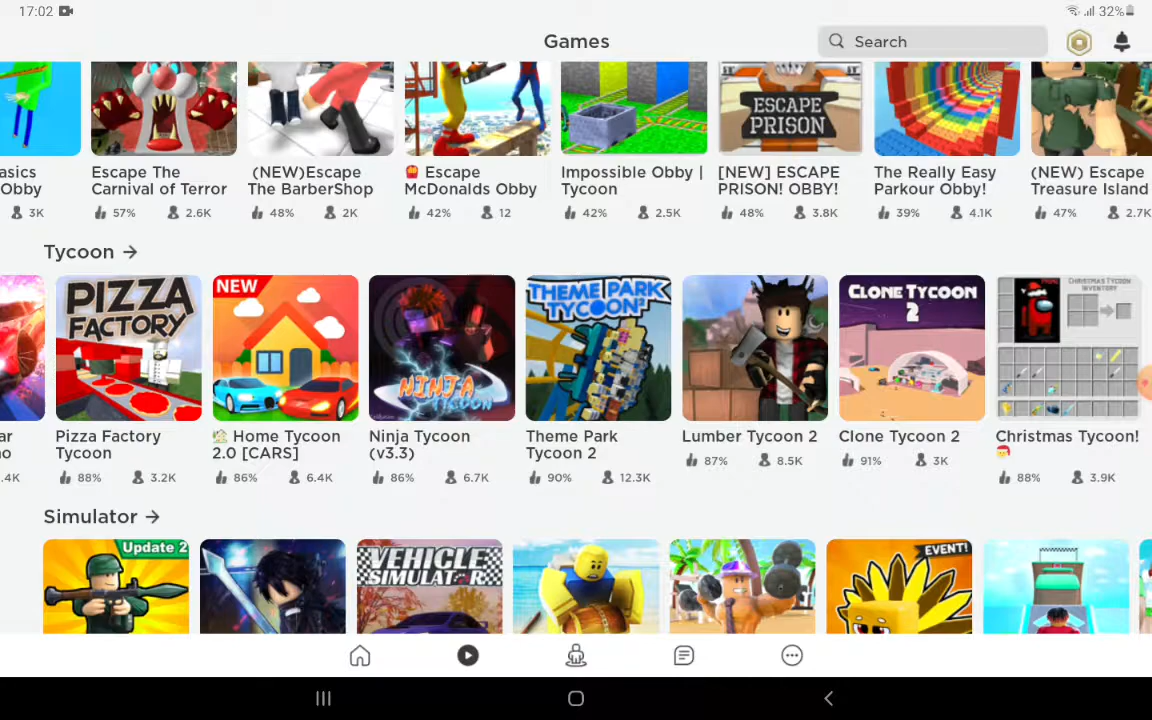 17:02
32%
Games
Search
ESCAPE
PRISON
asics
Obby
3K
Escape The
Carnival of Terror
57% 2.6K
(NEW)Escape
The BarberShop
48% 2K
Escape
McDonalds Obby
42% 12
Impossible Obby |
Tycoon
42% 2.5K
[NEW] ESCAPE
PRISON! OBBY!
48% 3.8K
The Really Easy
Parkour Obby!
39% 4.1K
(NEW) Escape
Treasure Island
47% 2.7K
Tycoon →
PIZZA
FACTORY
NEW
NINJA
TYCOON
THEME PARK
TYCOON 2
CLONE TYCOON
2
CHRISTMAS TYCOON
INVENTORY
ar
o
.4K
Pizza Factory
Tycoon
88% 3.2K
Home Tycoon
2.0 [CARS]
86% 6.4K
Ninja Tycoon
(v3.3)
86% 6.7K
Theme Park
Tycoon 2
90% 12.3K
Lumber Tycoon 2
87% 8.5K
Clone Tycoon 2
91% 3K
Christmas Tycoon!
88% 3.9K
Simulator →
Update 2
VEHICLE
SIMULATOR
EVENT!